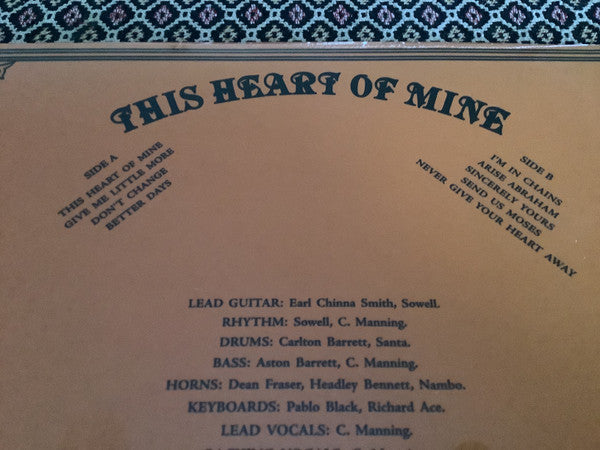 THIS HEART OF MINE
SIDE A
THIS HEART OF MINE
GIVE ME LITTLE MORE
DON'T CHANGE
BETTER DAYS
SIDE B
I'M IN CHAINS
ARISE ABRAHAM
SINCERELY YOURS
SEND US MOSES
NEVER GIVE YOUR HEART AWAY
LEAD GUITAR: Earl Chinna Smith, Sowell.
RHYTHM: Sowell, C. Manning.
DRUMS: Carlton Barrett, Santa.
BASS: Aston Barrett, C. Manning.
HORNS: Dean Fraser, Headley Bennett, Nambo.
KEYBOARDS: Pablo Black, Richard Ace.
LEAD VOCALS: C. Manning.